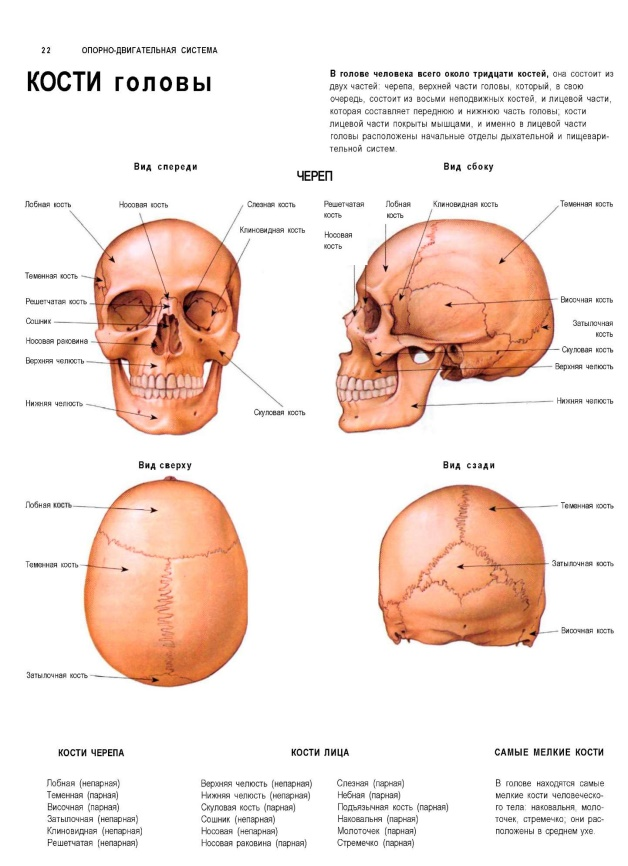 22 ОПОРНО-ДВИГАТЕЛЬНАЯ СИСТЕМА
КОСТИ головы
В голове человека всего около тридцати костей, она состоит из
двух частей: черепа, верхней части головы, который, в свою
очередь, состоит из восьми неподвижных костей, и лицевой части,
которая составляет переднюю и нижнюю часть головы; кости
лицевой части покрыты мышцами, и именно в лицевой части
головы расположены начальные отделы дыхательной и пищевари-
тельной систем.
ЧЕРЕП
Вид спереди
Лобная кость
Носовая кость
Слезная кость
Клиновидная кость
Теменная кость
Решетчатая кость
Сошник
Носовая раковина
Верхняя челюсть
Нижняя челюсть
Скуловая кость
Вид сбоку
Решетчатая
кость
Лобная
кость
Клиновидная кость
Теменная кость
Носовая
кость
Височная кость
Затылочная
кость
Скуловая кость
Верхняя челюсть
Нижняя челюсть
Вид сверху
Лобная кость
Теменная кость
Затылочная кость
Вид сзади
Теменная кость
Затылочная кость
Височная кость
КОСТИ ЧЕРЕПА
Лобная (непарная)
Теменная (парная)
Височная (парная)
Затылочная (непарная)
Клиновидная (непарная)
Решетчатая (непарная)
КОСТИ ЛИЦА
Верхняя челюсть (непарная)
Нижняя челюсть (непарная)
Скуловая кость (парная)
Сошник (непарная)
Носовая (непарная)
Носовая раковина (парная)
Слезная (парная)
Небная (парная)
Подъязычная кость (парная)
Наковальня (парная)
Молоточек (парная)
Стремечко (парная)
САМЫЕ МЕЛКИЕ КОСТИ
В голове находятся самые
мелкие кости человеческо-
го тела: наковальня, моло-
точек, стремечко; они рас-
положены в среднем ухе.